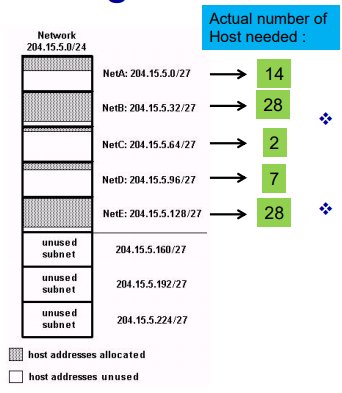 Actual number of
Host needed :
Network
204.15.5.0/24
NetA: 204.15.5.0/27
14
NetB: 204.15.5.32/27
28
NetC: 204.15.5.64/27
2
NetD: 204.15.5.96/27
7
NetE: 204.15.5.128/27
28
unused
subnet
204.15.5.160/27
unused
subnet
204.15.5.192/27
unused
subnet
204.15.5.224/27
host addresses allocated
host addresses unused